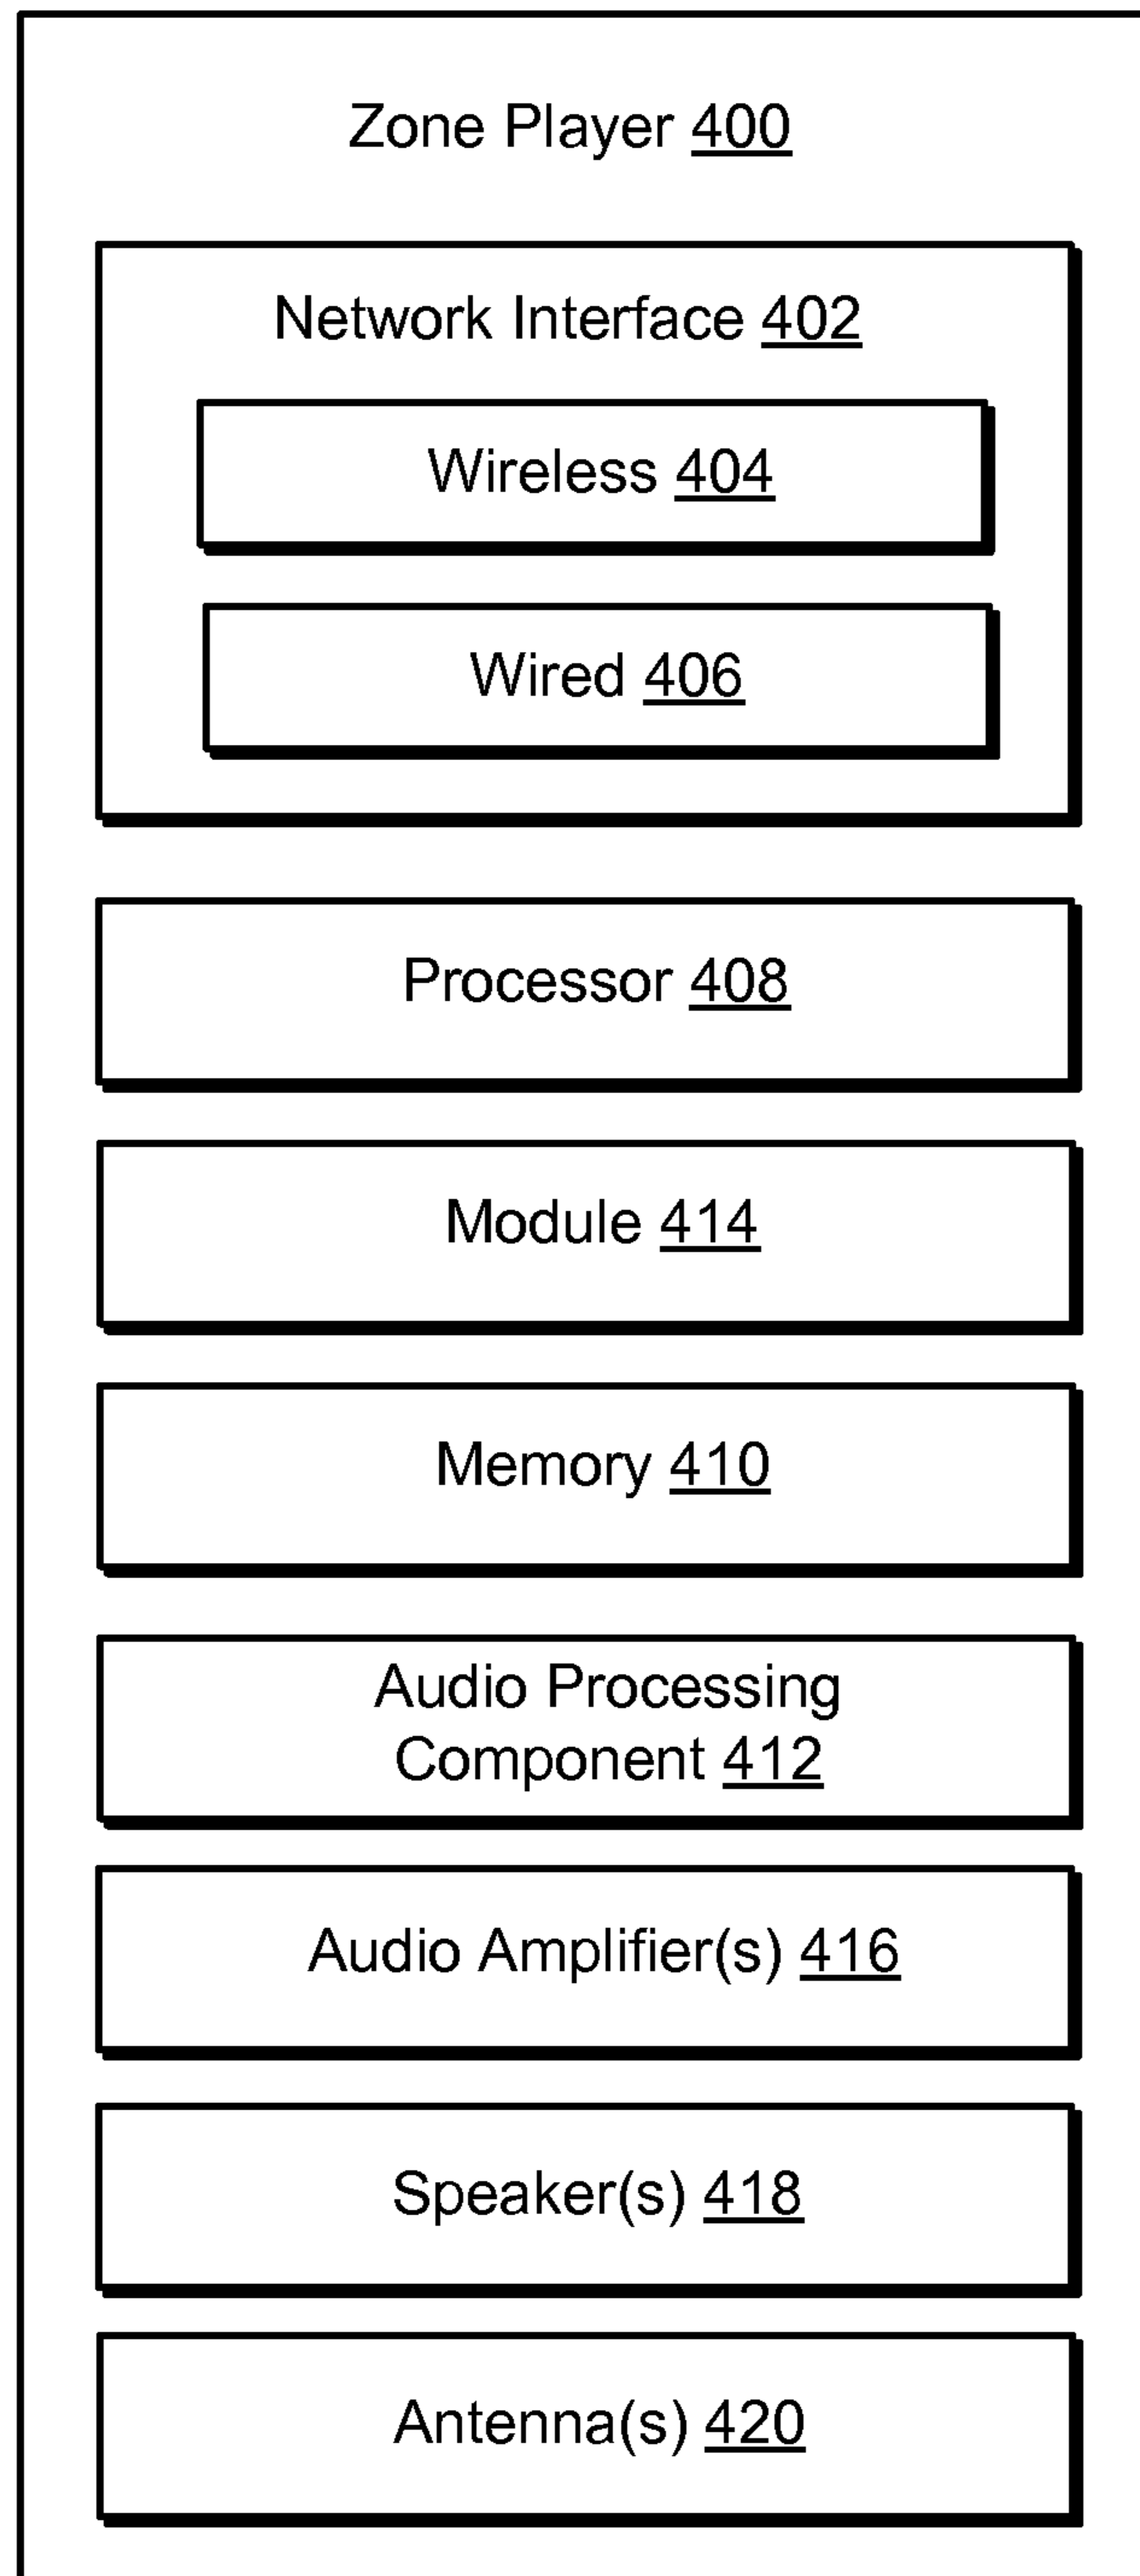 Zone Player 400
Network Interface 402
Wireless 404
Wired 406
Processor 408
Module 414
Memory 410
Audio Processing
Component 412
Audio Amplifier(s) 416
Speaker(s) 418
Antenna(s) 420